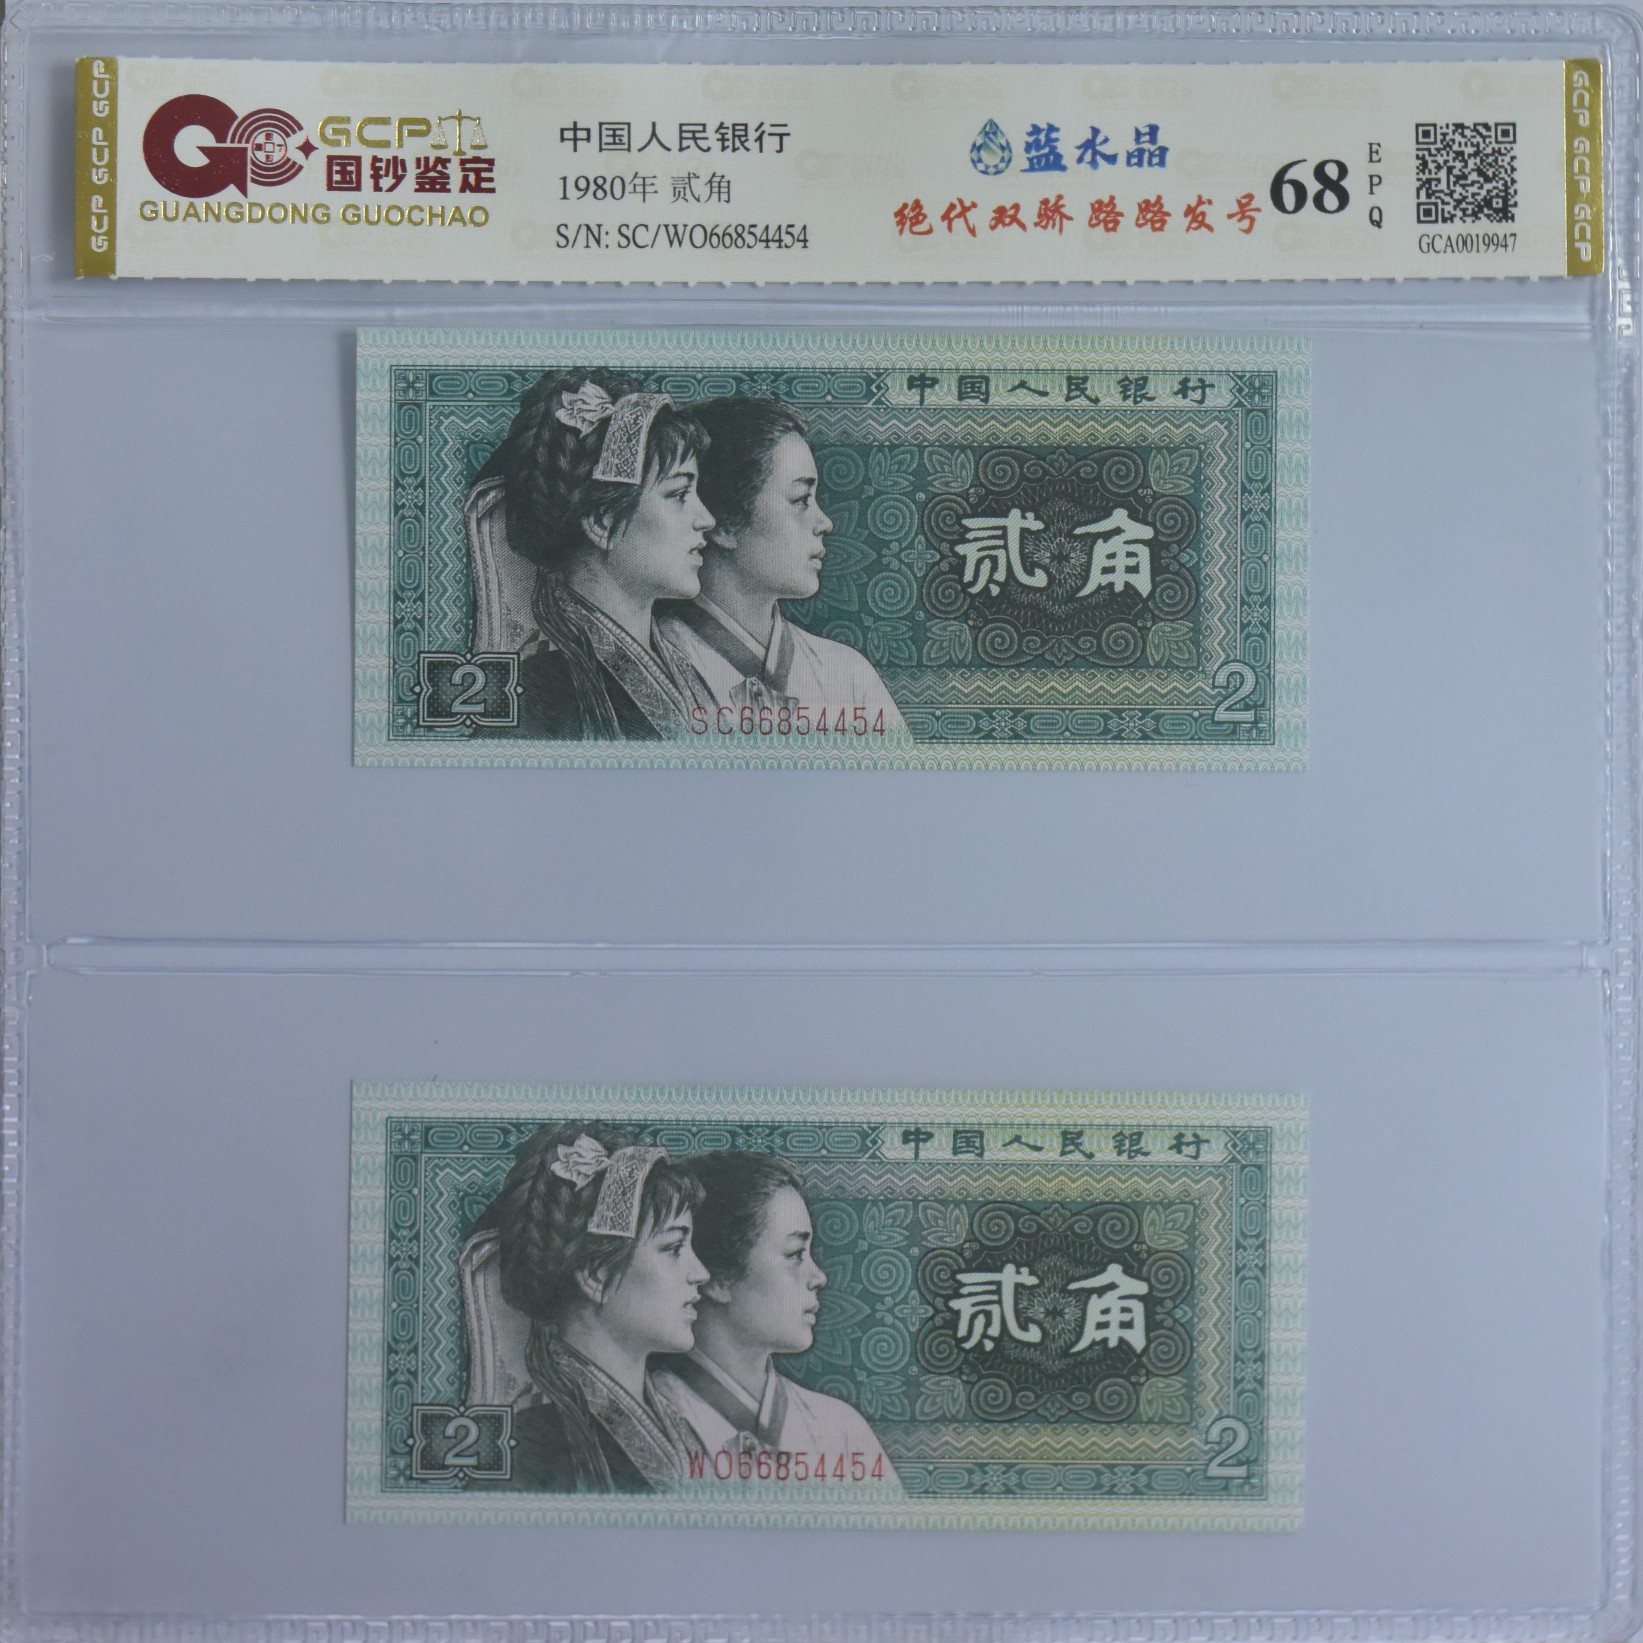 GCP GCP GCP
GCP
国钞鉴定
GUANGDONG GUOCHAO
中国人民银行
1980年 贰角
S/N: SC/WO66854454
蓝水晶
绝代双骄 路路发号
68
EPQ
GCA0019947
GCP GCP GCP
中国人民银行
贰角
2
SC66854454
2
中国人民银行
贰角
2
WO66854454
2